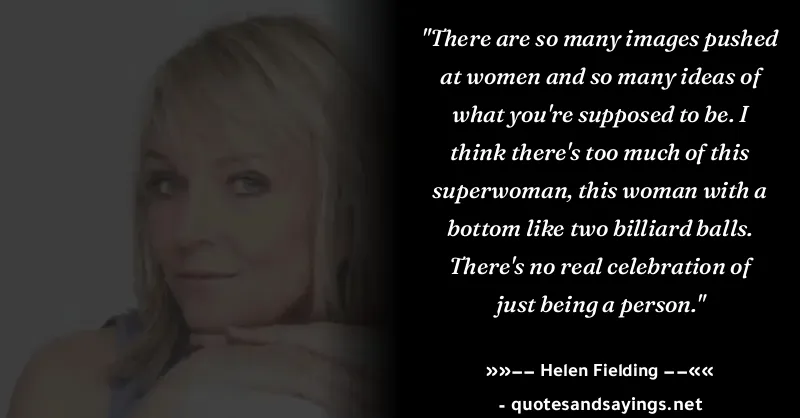 "There are so many images pushed
at women and so many ideas of
what you're supposed to be. I
think there's too much of this
superwoman, this woman with a
bottom like two billiard balls.
There's no real celebration of
just being a person."
»»-- Helen Fielding --««
- quotesandsayings.net